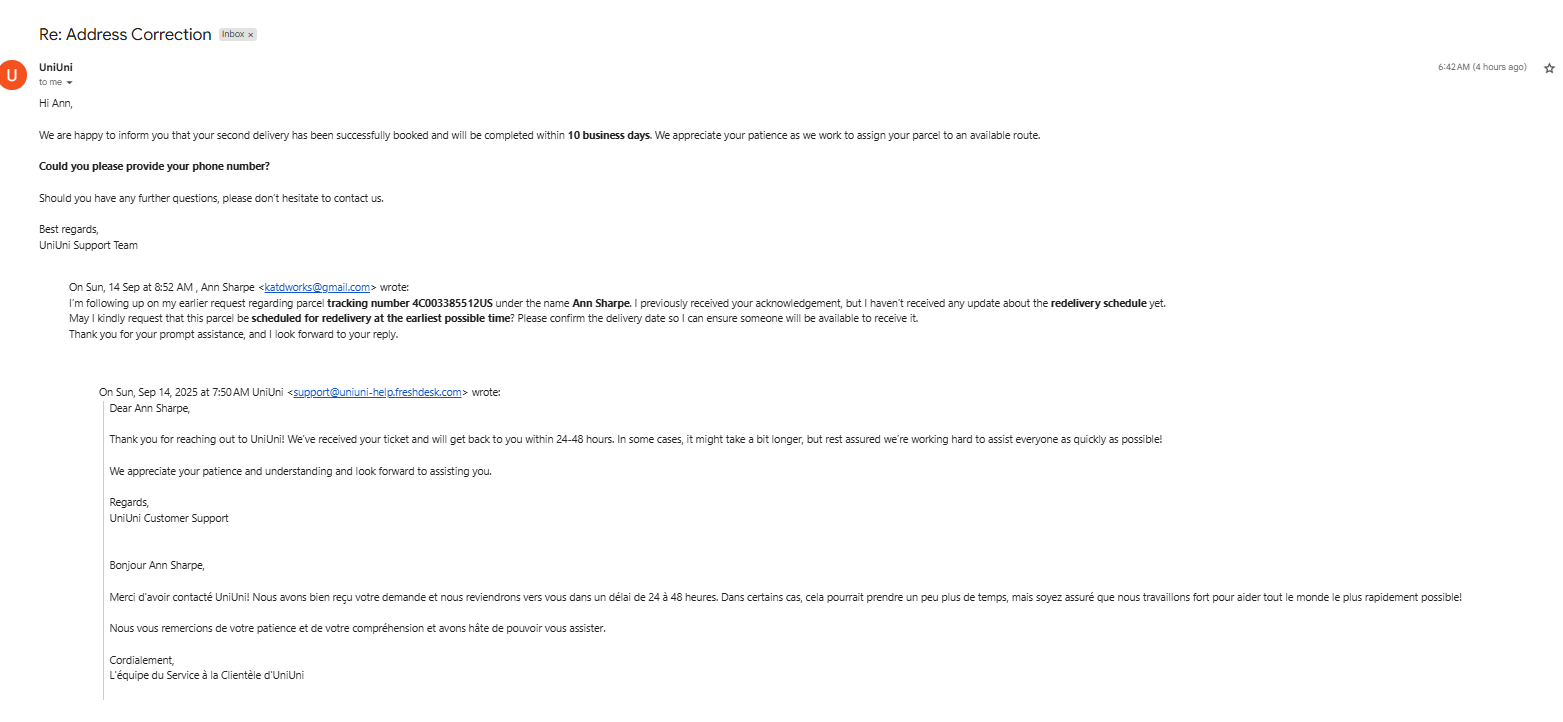 Re: Address Correction Inbox ×
U
UniUni
6:42 AM (4 hours ago)
to me
Hi Ann,
We are happy to inform you that your second delivery has been successfully booked and will be completed within 10 business days. We appreciate your patience as we work to assign your parcel to an available route.
Could you please provide your phone number?
Should you have any further questions, please don't hesitate to contact us.
Best regards,
UniUni Support Team
On Sun, 14 Sep at 8:52 AM , Ann Sharpe <katdworks@gmail.com> wrote:
I'm following up on my earlier request regarding parcel tracking number 4C003385512US under the name Ann Sharpe. I previously received your acknowledgement, but I haven't received any update about the redelivery schedule yet.
May I kindly request that this parcel be scheduled for redelivery at the earliest possible time? Please confirm the delivery date so I can ensure someone will be available to receive it.
Thank you for your prompt assistance, and I look forward to your reply.
On Sun, Sep 14, 2025 at 7:50 AM UniUni <support@uniuni-help.freshdesk.com> wrote:
Dear Ann Sharpe,
Thank you for reaching out to UniUni! We've received your ticket and will get back to you within 24-48 hours. In some cases, it might take a bit longer, but rest assured we're working hard to assist everyone as quickly as possible!
We appreciate your patience and understanding and look forward to assisting you.
Regards,
UniUni Customer Support
Bonjour Ann Sharpe,
Merci d'avoir contacté UniUni! Nous avons bien reçu votre demande et nous reviendrons vers vous dans un délai de 24 à 48 heures. Dans certains cas, cela pourrait prendre un peu plus de temps, mais soyez assuré que nous travaillons fort pour aider tout le monde le plus rapidement possible!
Nous vous remercions de votre patience et de votre compréhension et avons hâte de pouvoir vous assister.
Cordialement,
L'équipe du Service à la Clientèle d'UniUni